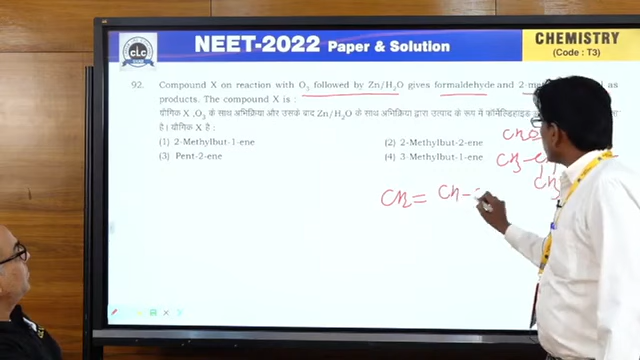 CLC
NEET-2022 Paper & Solution
CHEMISTRY
(Code : T3)
92. Compound X on reaction with O3 followed by Zn/H2O gives formaldehyde and 2-me as
products. The compound X is :
यौगिक X , O3 के साथ अभिक्रिया और उसके बाद Zn/H2O के साथ अभिक्रिया द्वारा उत्पाद के रूप में फॉर्मेल्डिहाइड
है। यौगिक X है :
(1) 2-Methylbut-1-ene (2) 2-Methylbut-2-ene
(3) Pent-2-ene (4) 3-Methylbut-1-ene
CH3
CH2= CH-